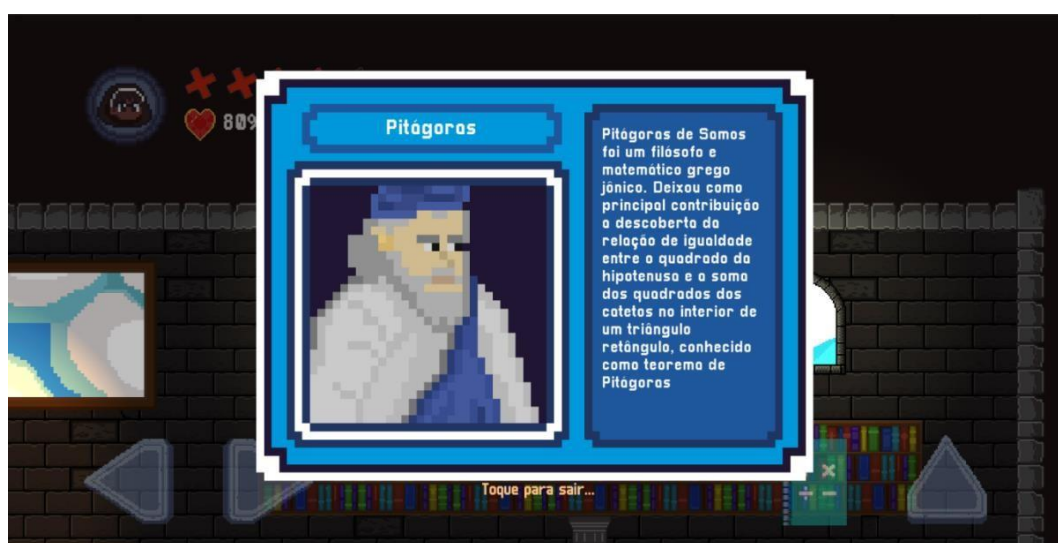 809
Pitágoras
Pitágoras de Samos
foi um filósofo e
matemático grego
jônico. Deixou como
principal contribuição
a descoberta da
relação de igualdade
entre o quadrado da
hipotenusa e a soma
dos quadrados dos
catetos no interior de
um triângulo
retângulo, conhecido
como teorema de
Pitágoras
Toque para sair...